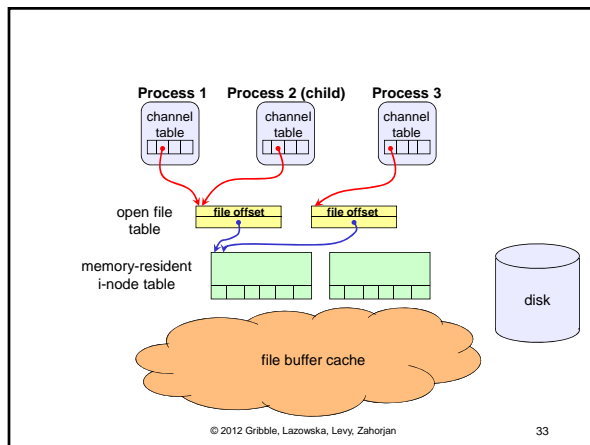 Process 1 Process 2 (child) Process 3
channel
table
channel
table
channel
table
open file
table
file offset
file offset
memory-resident
i-node table
disk
file buffer cache
© 2012 Gribble, Lazowska, Levy, Zahorjan
33